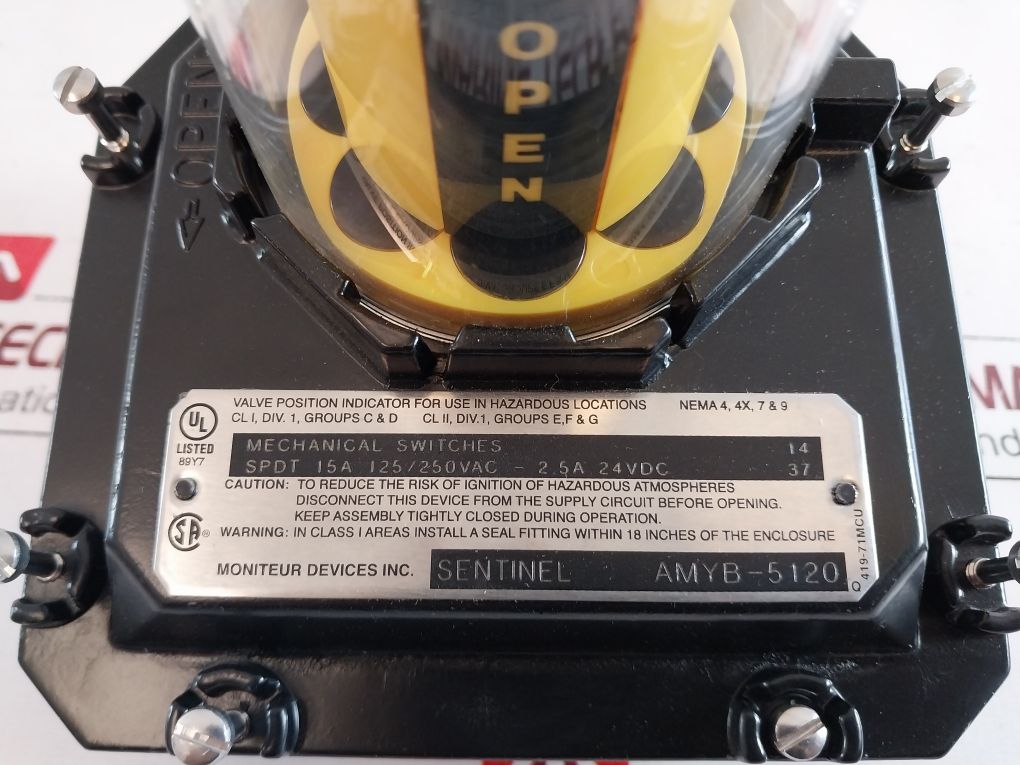 OPEN
OPEN
VALVE POSITION INDICATOR FOR USE IN HAZARDOUS LOCATIONS NEMA 4, 4X, 7 & 9
CL I, DIV. 1, GROUPS C & D CL II, DIV.1, GROUPS E,F & G
UL
LISTED
89Y7
MECHANICAL SWITCHES 14
SPDT 15A 125/250VAC - 2.5A 24VDC 37
CAUTION: TO REDUCE THE RISK OF IGNITION OF HAZARDOUS ATMOSPHERES
DISCONNECT THIS DEVICE FROM THE SUPPLY CIRCUIT BEFORE OPENING.
KEEP ASSEMBLY TIGHTLY CLOSED DURING OPERATION.
SA ®
WARNING: IN CLASS I AREAS INSTALL A SEAL FITTING WITHIN 18 INCHES OF THE ENCLOSURE
MONITEUR DEVICES INC. SENTINEL AMYB-5120
Q 419-71MCU